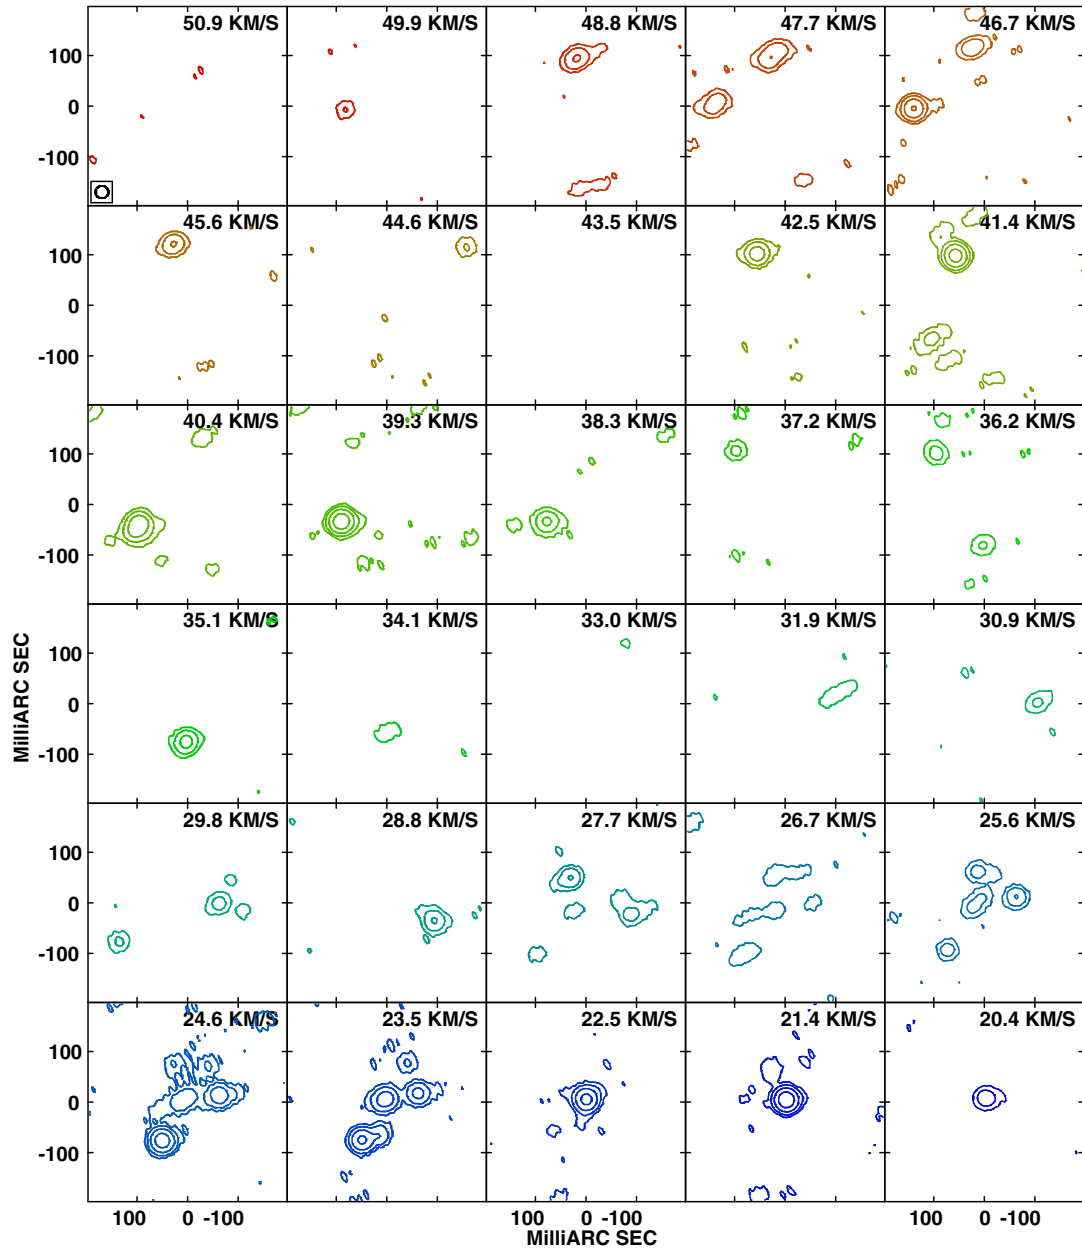 50.9 KM/S 49.9 KM/S 48.8 KM/S 47.7 KM/S 46.7 KM/S
100
0
-100
45.6 KM/S 44.6 KM/S 43.5 KM/S 42.5 KM/S 41.4 KM/S
100
0
-100
40.4 KM/S 39.3 KM/S 38.3 KM/S 37.2 KM/S 36.2 KM/S
100
0
-100
35.1 KM/S 34.1 KM/S 33.0 KM/S 31.9 KM/S 30.9 KM/S
100
0
-100
MilliARC SEC
29.8 KM/S 28.8 KM/S 27.7 KM/S 26.7 KM/S 25.6 KM/S
100
0
-100
24.6 KM/S 23.5 KM/S 22.5 KM/S 21.4 KM/S 20.4 KM/S
100
0
-100
100 0 -100 100 0 -100 100 0 -100
MilliARC SEC